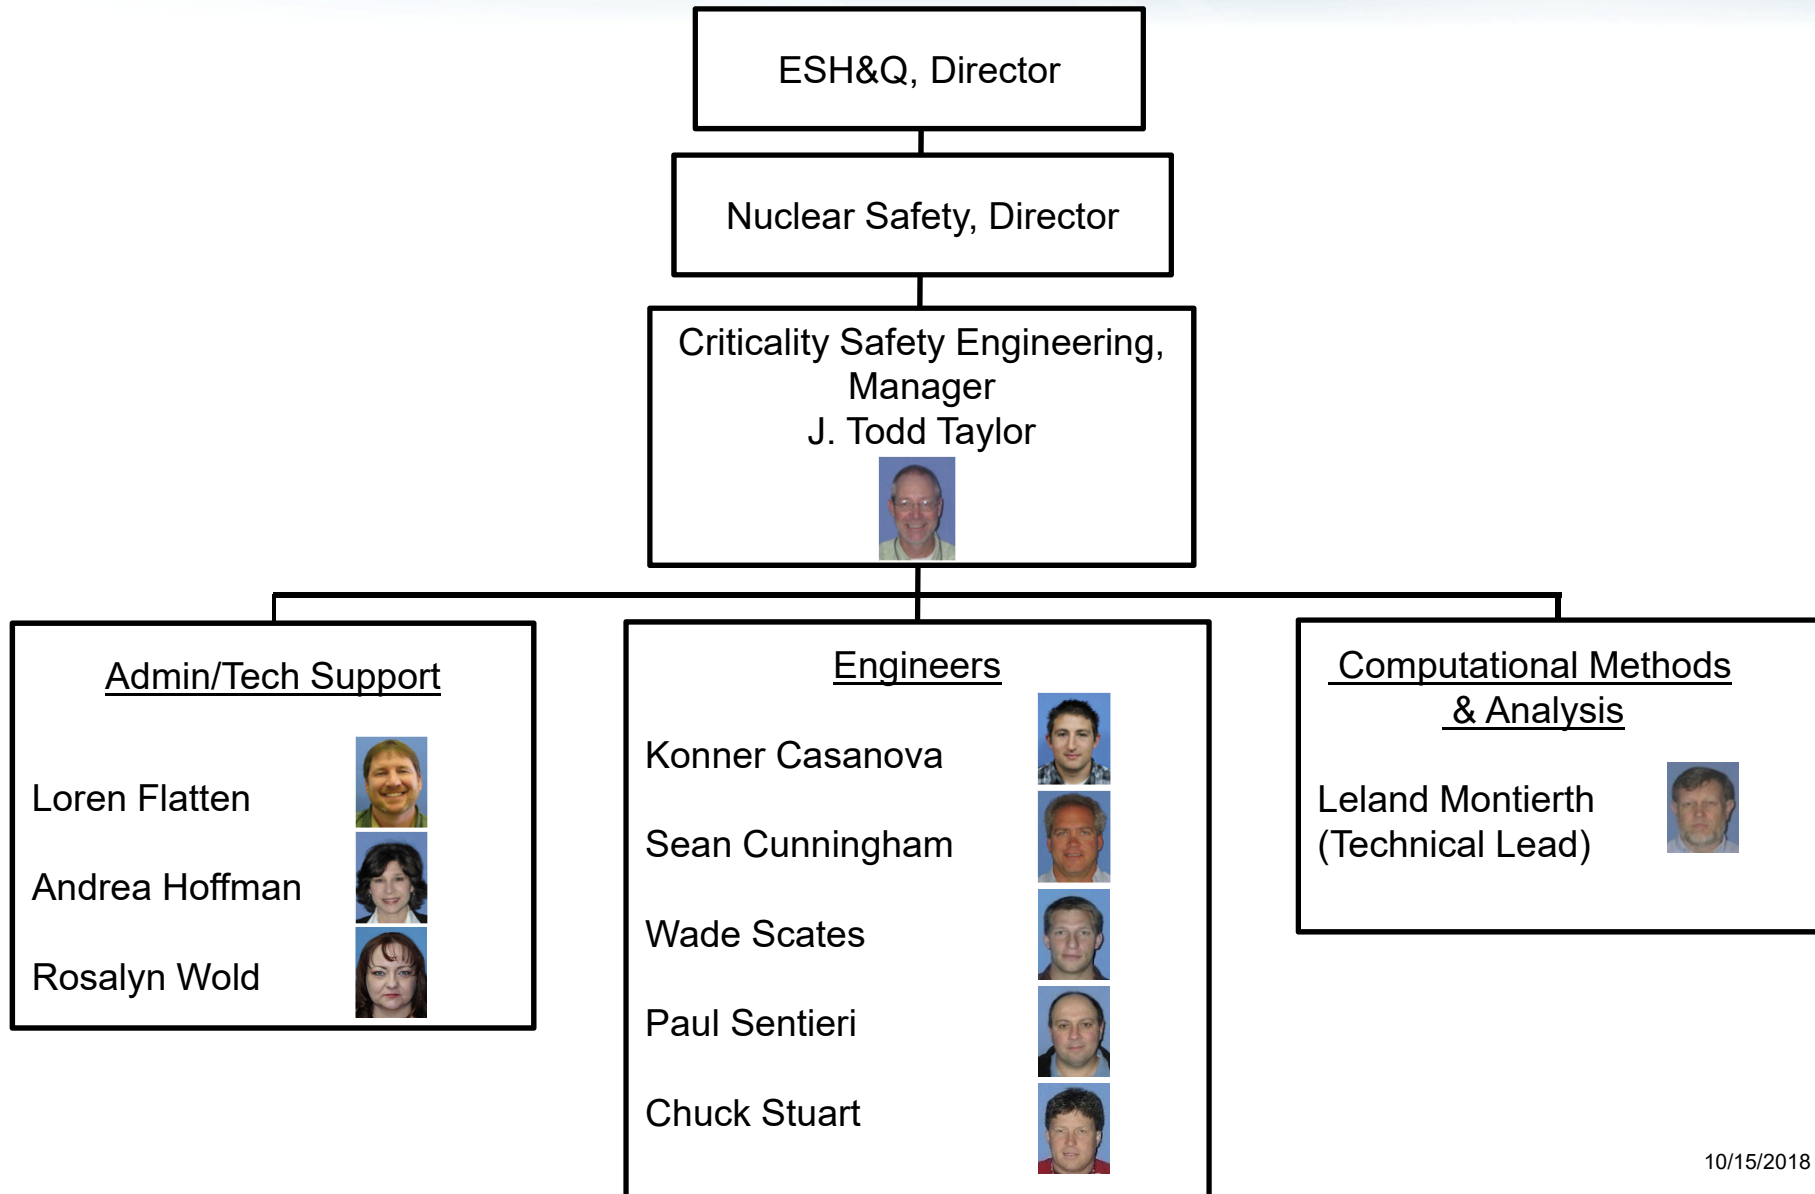 ESH&Q, Director
Nuclear Safety, Director
Criticality Safety Engineering,
Manager
J. Todd Taylor
Admin/Tech Support
Loren Flatten
Andrea Hoffman
Rosalyn Wold
Engineers
Konner Casanova
Sean Cunningham
Wade Scates
Paul Sentieri
Chuck Stuart
Computational Methods
& Analysis
Leland Montierth
(Technical Lead)
10/15/2018